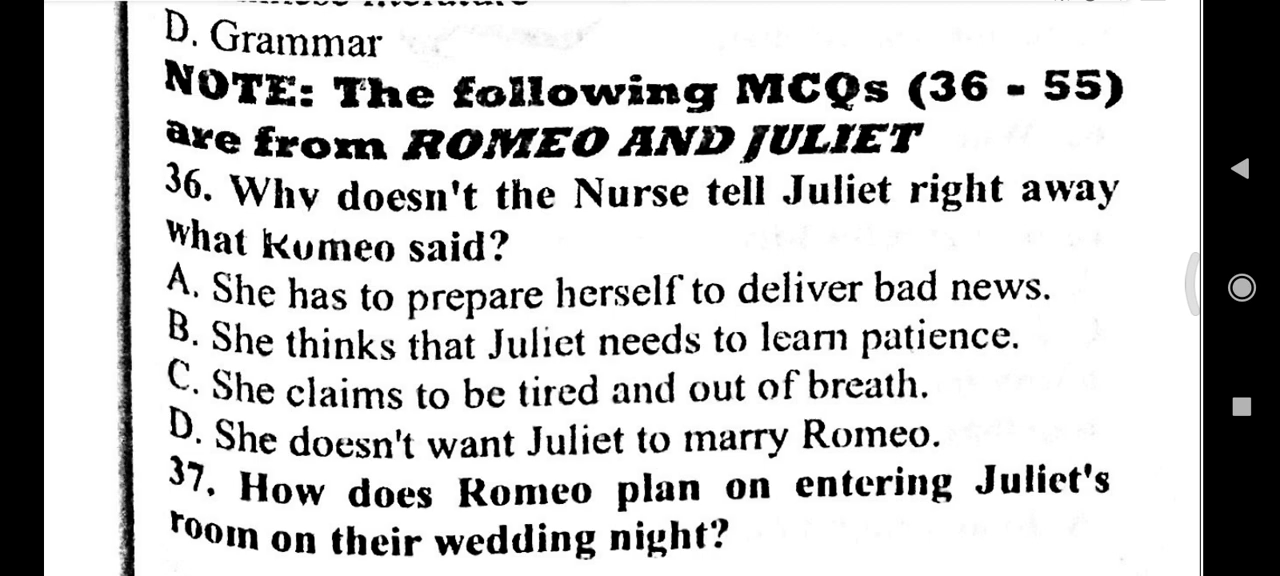 D. Grammar
NOTE: The following MCQs (36 - 55)
are from ROMEO AND JULIET
36. Why doesn't the Nurse tell Juliet right away
what Romeo said?
A. She has to prepare herself to deliver bad news.
B. She thinks that Juliet needs to learn patience.
C. She claims to be tired and out of breath.
D. She doesn't want Juliet to marry Romeo.
37. How does Romeo plan on entering Juliet's
room on their wedding night?